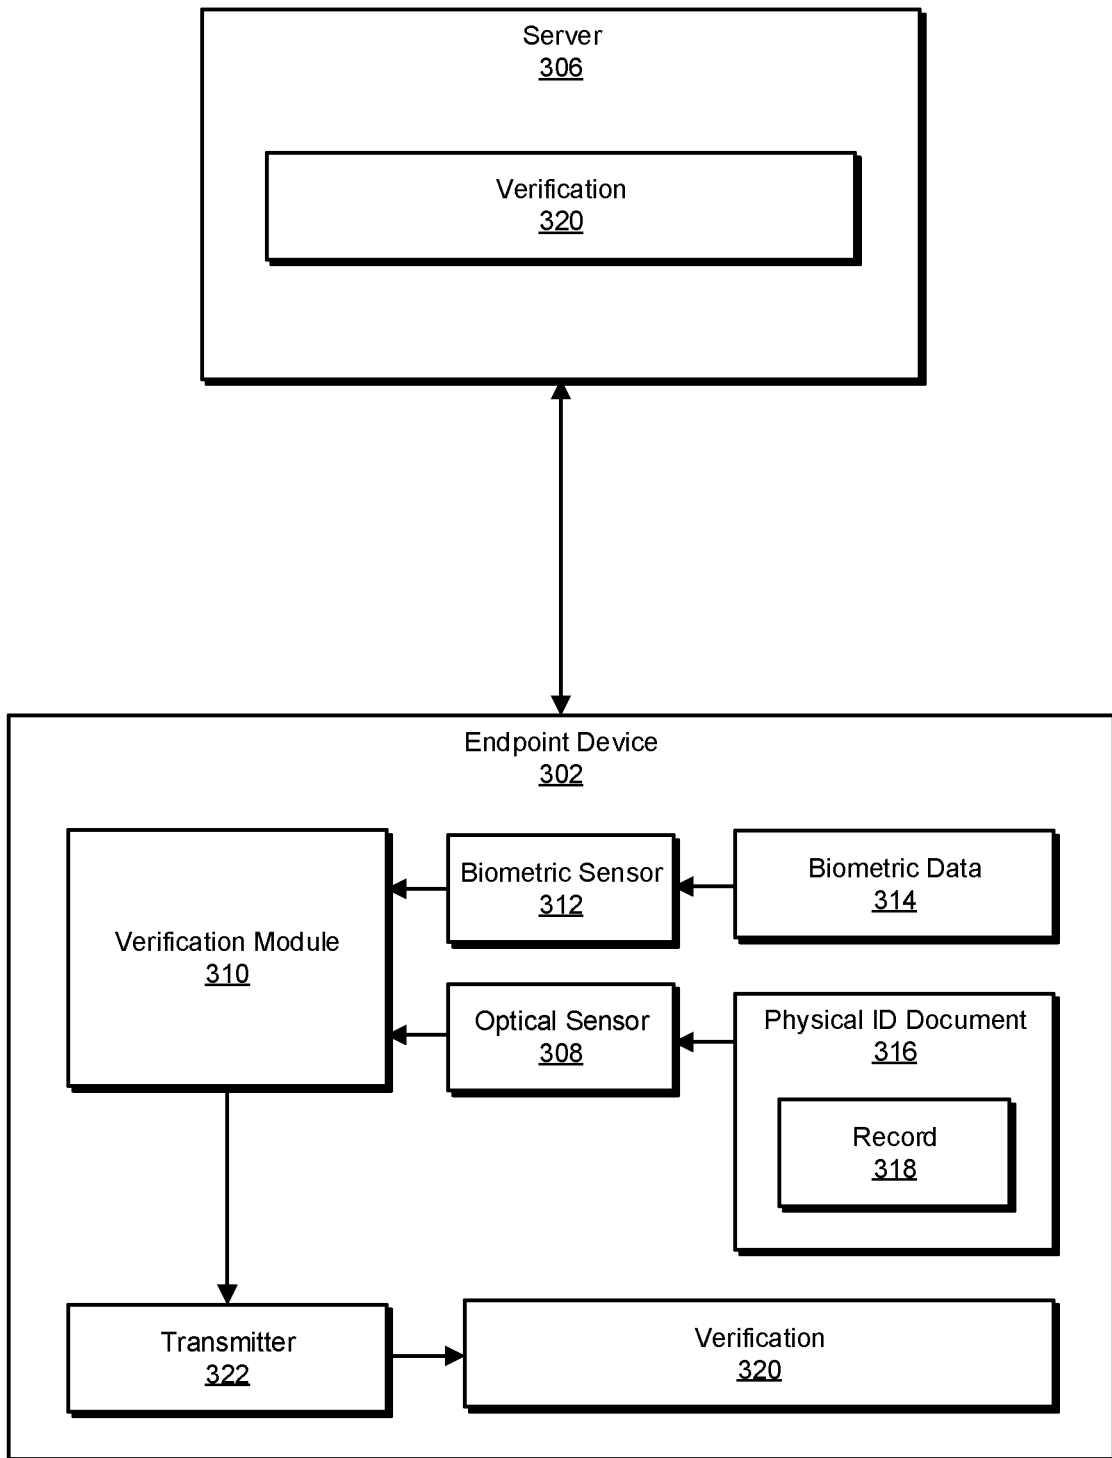 Server
306
Verification
320
Endpoint Device
302
Verification Module
310
Biometric Sensor
312
Biometric Data
314
Optical Sensor
308
Physical ID Document
316
Record
318
Transmitter
322
Verification
320